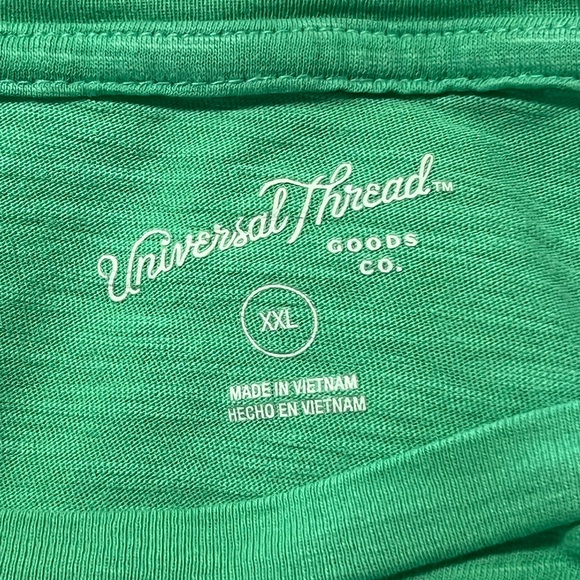 Universal Thread™
GOODS
CO.
XXL
MADE IN VIETNAM
HECHO EN VIETNAM